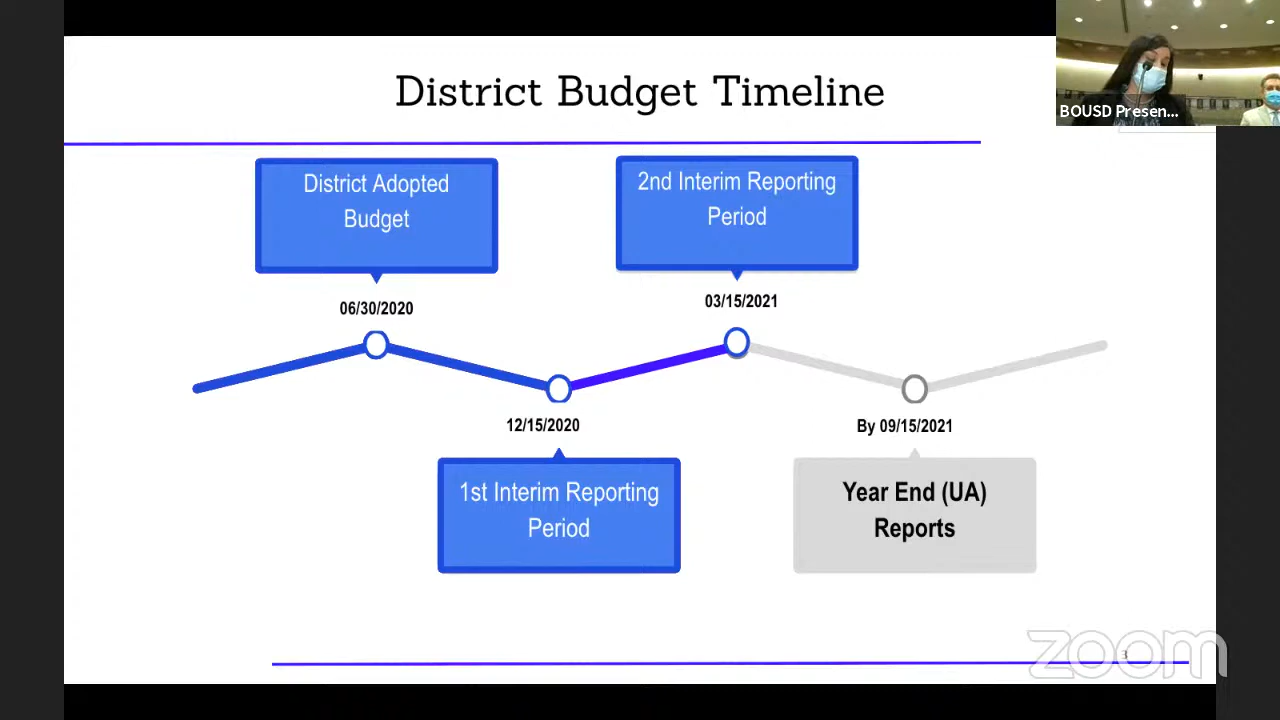 District Budget Timeline
BOUSD Presen...
District Adopted
Budget
2nd Interim Reporting
Period
06/30/2020
03/15/2021
12/15/2020
By 09/15/2021
1st Interim Reporting
Period
Year End (UA)
Reports
3
zoom